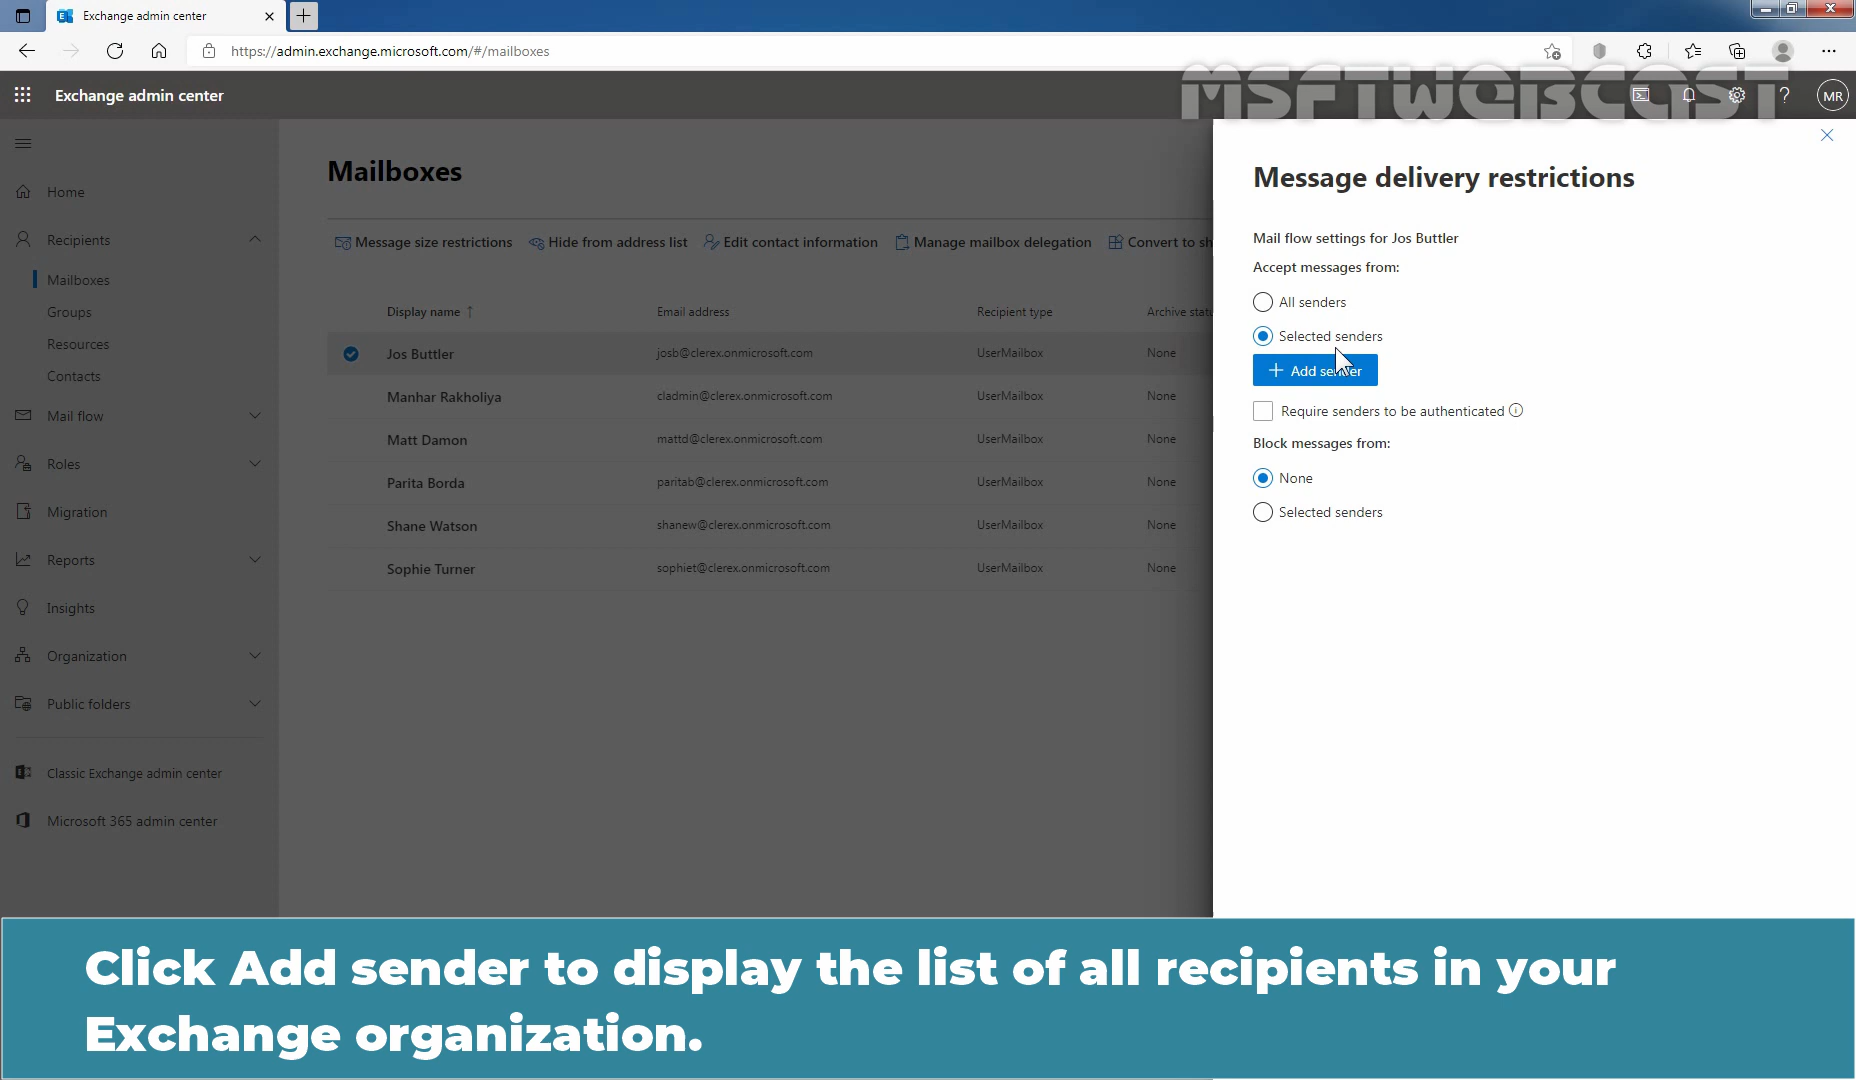 Exchange admin center
https://admin.exchange.microsoft.com/#/mailboxes
MSFTWEBCAST
Exchange admin center
MR
Home
Recipients
Mailboxes
Groups
Resources
Contacts
Mail flow
Roles
Migration
Reports
Insights
Organization
Public folders
Classic Exchange admin center
Microsoft 365 admin center
Mailboxes
Message size restrictions Hide from address list Edit contact information Manage mailbox delegation Convert to sh
Display name ↑ Email address Recipient type Archive statu
Jos Buttler josb@clerex.onmicrosoft.com UserMailbox None
Manhar Rakholiya cladmin@clerex.onmicrosoft.com UserMailbox None
Matt Damon mattd@clerex.onmicrosoft.com UserMailbox None
Parita Borda paritab@clerex.onmicrosoft.com UserMailbox None
Shane Watson shanew@clerex.onmicrosoft.com UserMailbox None
Sophie Turner sophiet@clerex.onmicrosoft.com UserMailbox None
Message delivery restrictions
Mail flow settings for Jos Buttler
Accept messages from:
All senders
Selected senders
+ Add sender
Require senders to be authenticated
Block messages from:
None
Selected senders
Click Add sender to display the list of all recipients in your
Exchange organization.